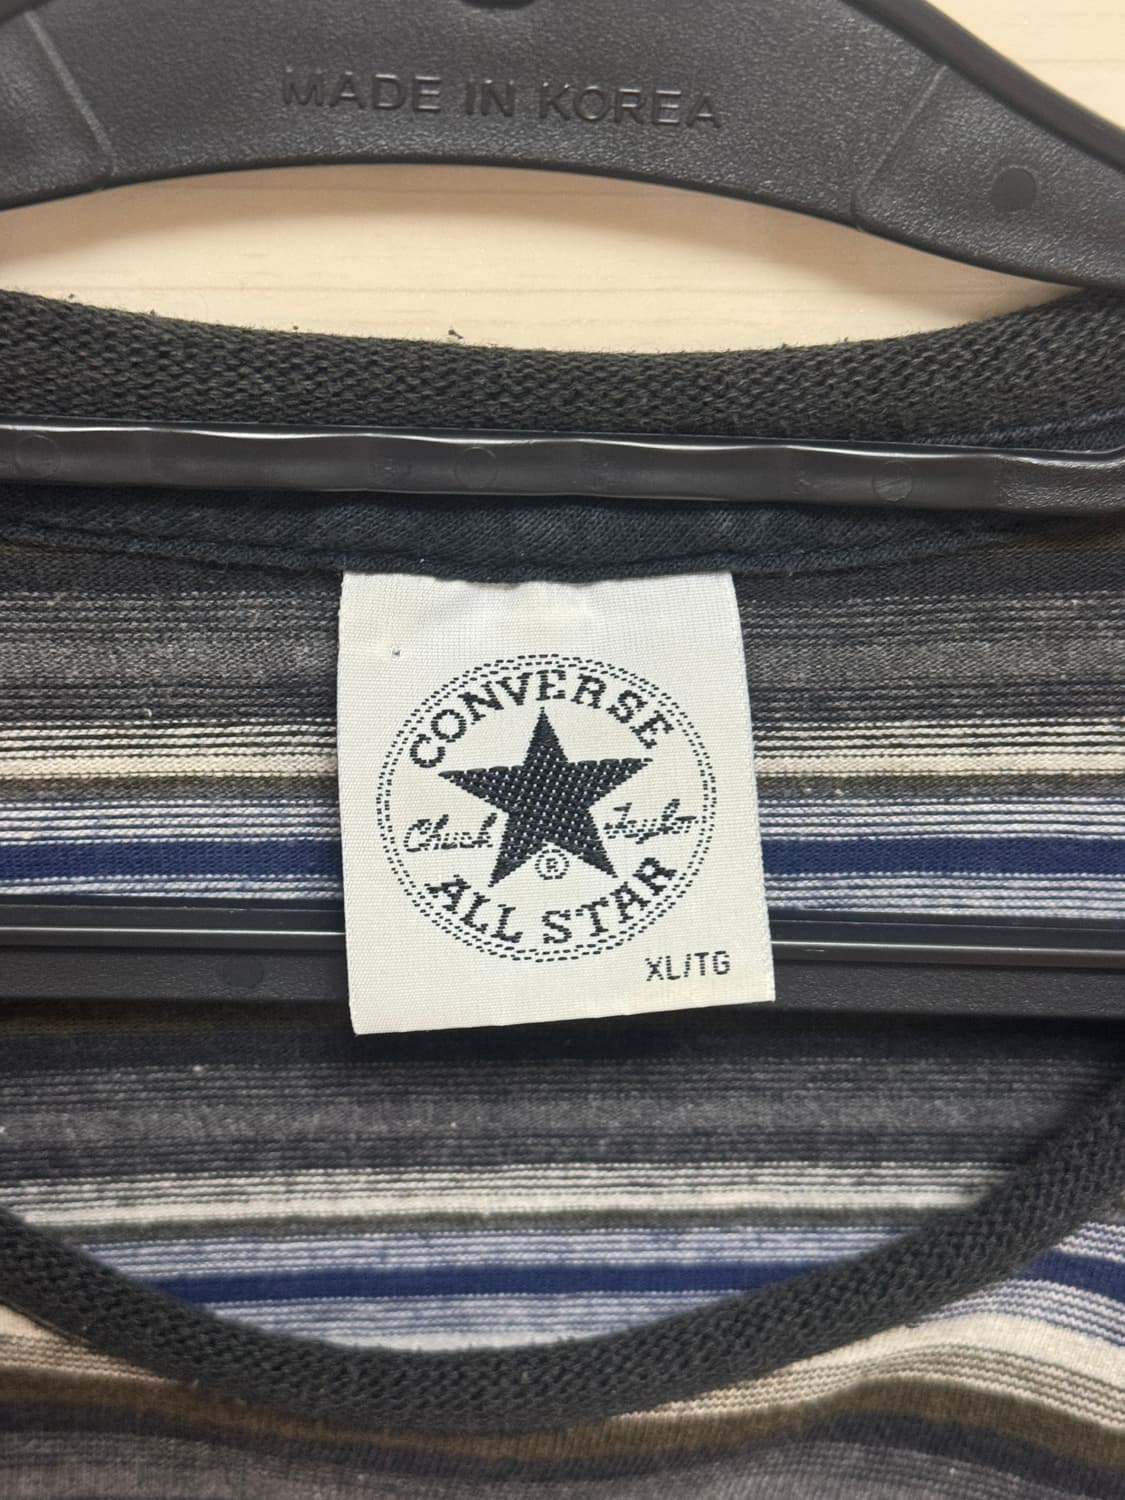 MADE IN KOREA
CONVERSE
Chuck Taylor
®
ALL STAR
XL/TG